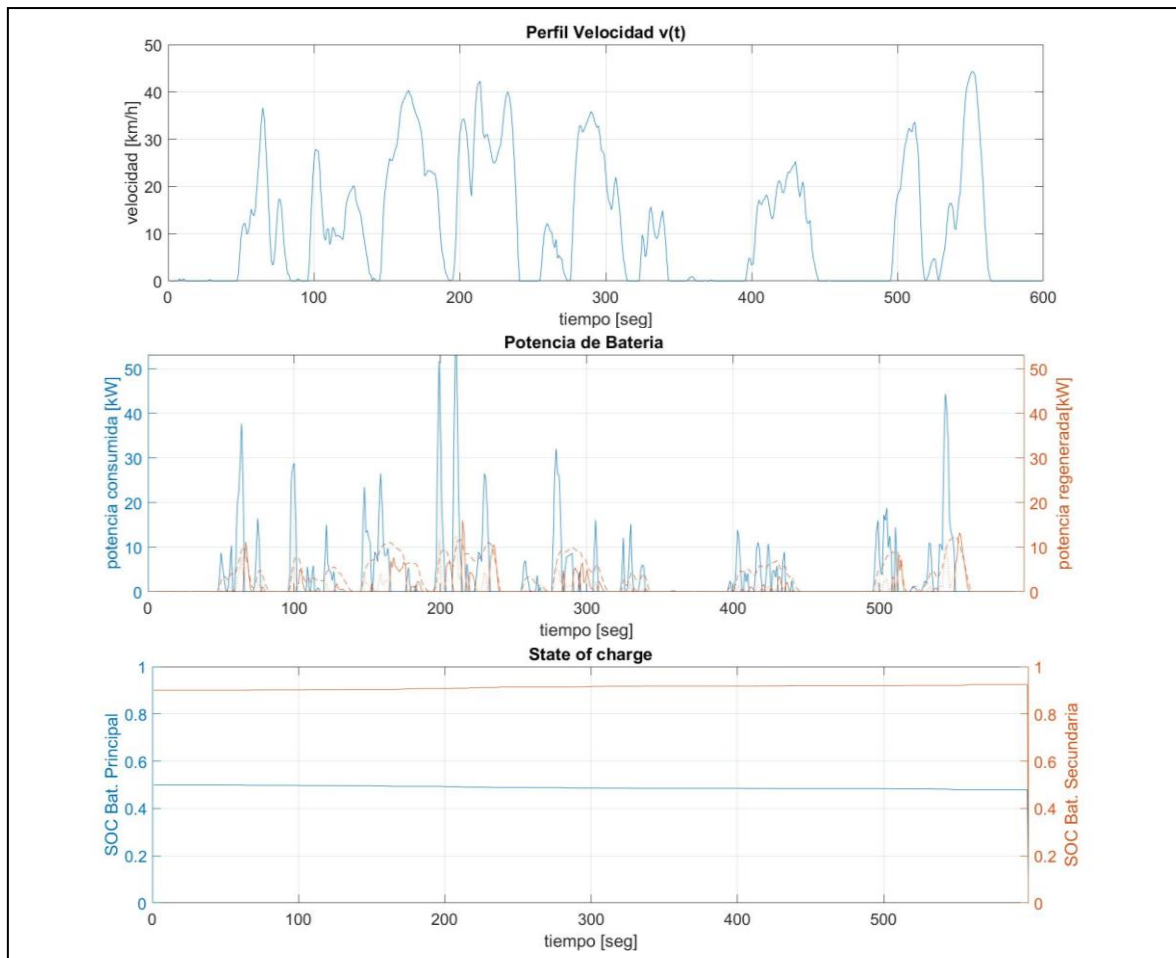 Perfil Velocidad v(t)
50
40
30
20
10
0
velocidad [km/h]
0 100 200 300 400 500 600
tiempo [seg]
Potencia de Bateria
50 50
40 40
30 30
20 20
10 10
0 0
potencia consumida [kW]
potencia regenerada[kW]
0 100 200 300 400 500
tiempo [seg]
State of charge
1 1
0.8 0.8
0.6 0.6
0.4 0.4
0.2 0.2
0 0
SOC Bat. Principal
SOC Bat. Secundaria
0 100 200 300 400 500
tiempo [seg]